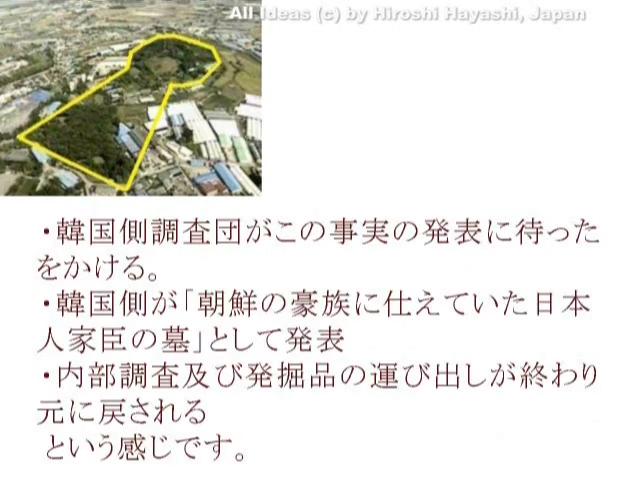 All Ideas (c) by Hiroshi Hayashi, Japan
・韓国側調査団がこの事実の発表に待った
をかける。
・韓国側が「朝鮮の豪族に仕えていた日本
人家臣の墓」として発表
・内部調査及び発掘品の運び出しが終わり
元に戻される
という感じです。